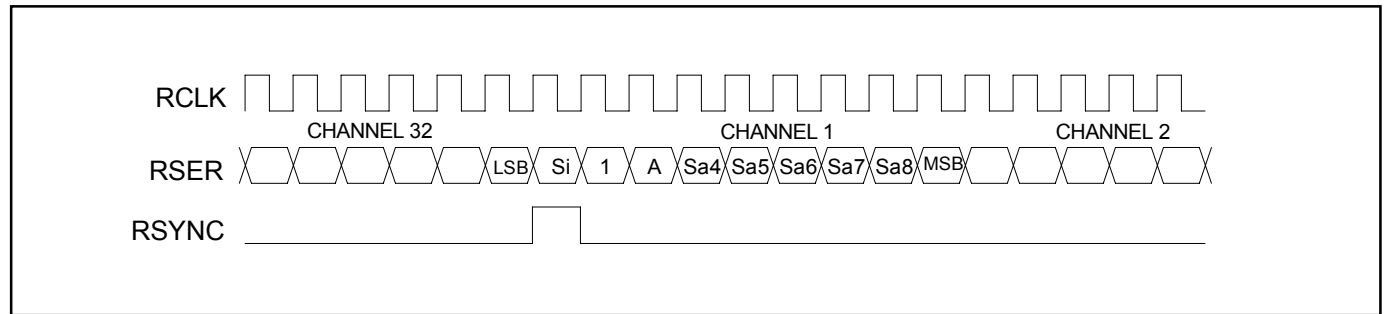 RCLK
CHANNEL 32 CHANNEL 1 CHANNEL 2
RSER LSB Si 1 A Sa4 Sa5 Sa6 Sa7 Sa8 MSB
RSYNC